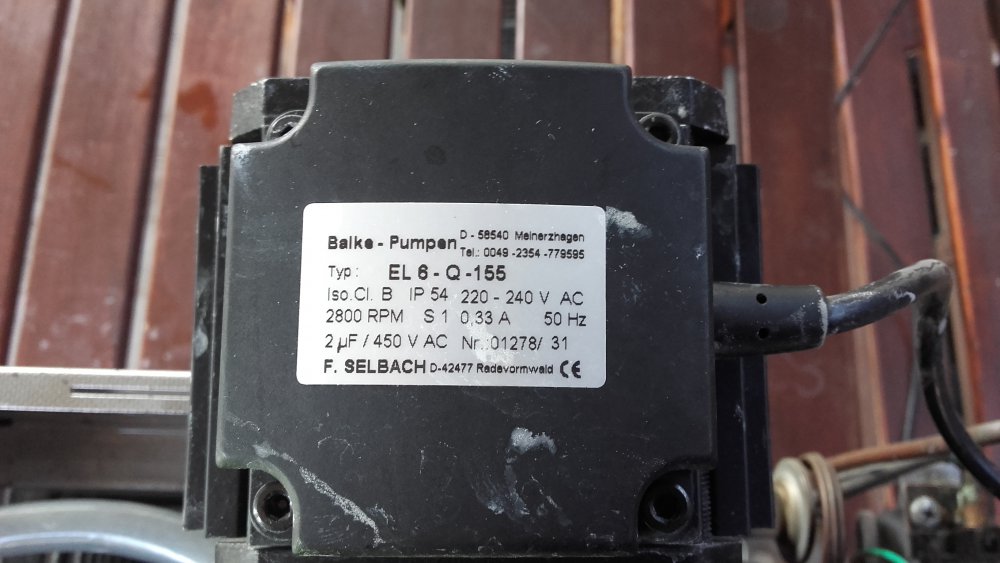 Balke - Pumpen D - 58540 Meinerzhagen
Tel.: 0049 -2354 -779595
Typ : EL 6 - Q - 155
Iso.Cl. B IP 54 220 - 240 V AC
2800 RPM S 1 0,33 A 50 Hz
2 µF / 450 V AC Nr.:01278/ 31
F. SELBACH D-42477 Radevormwald CE